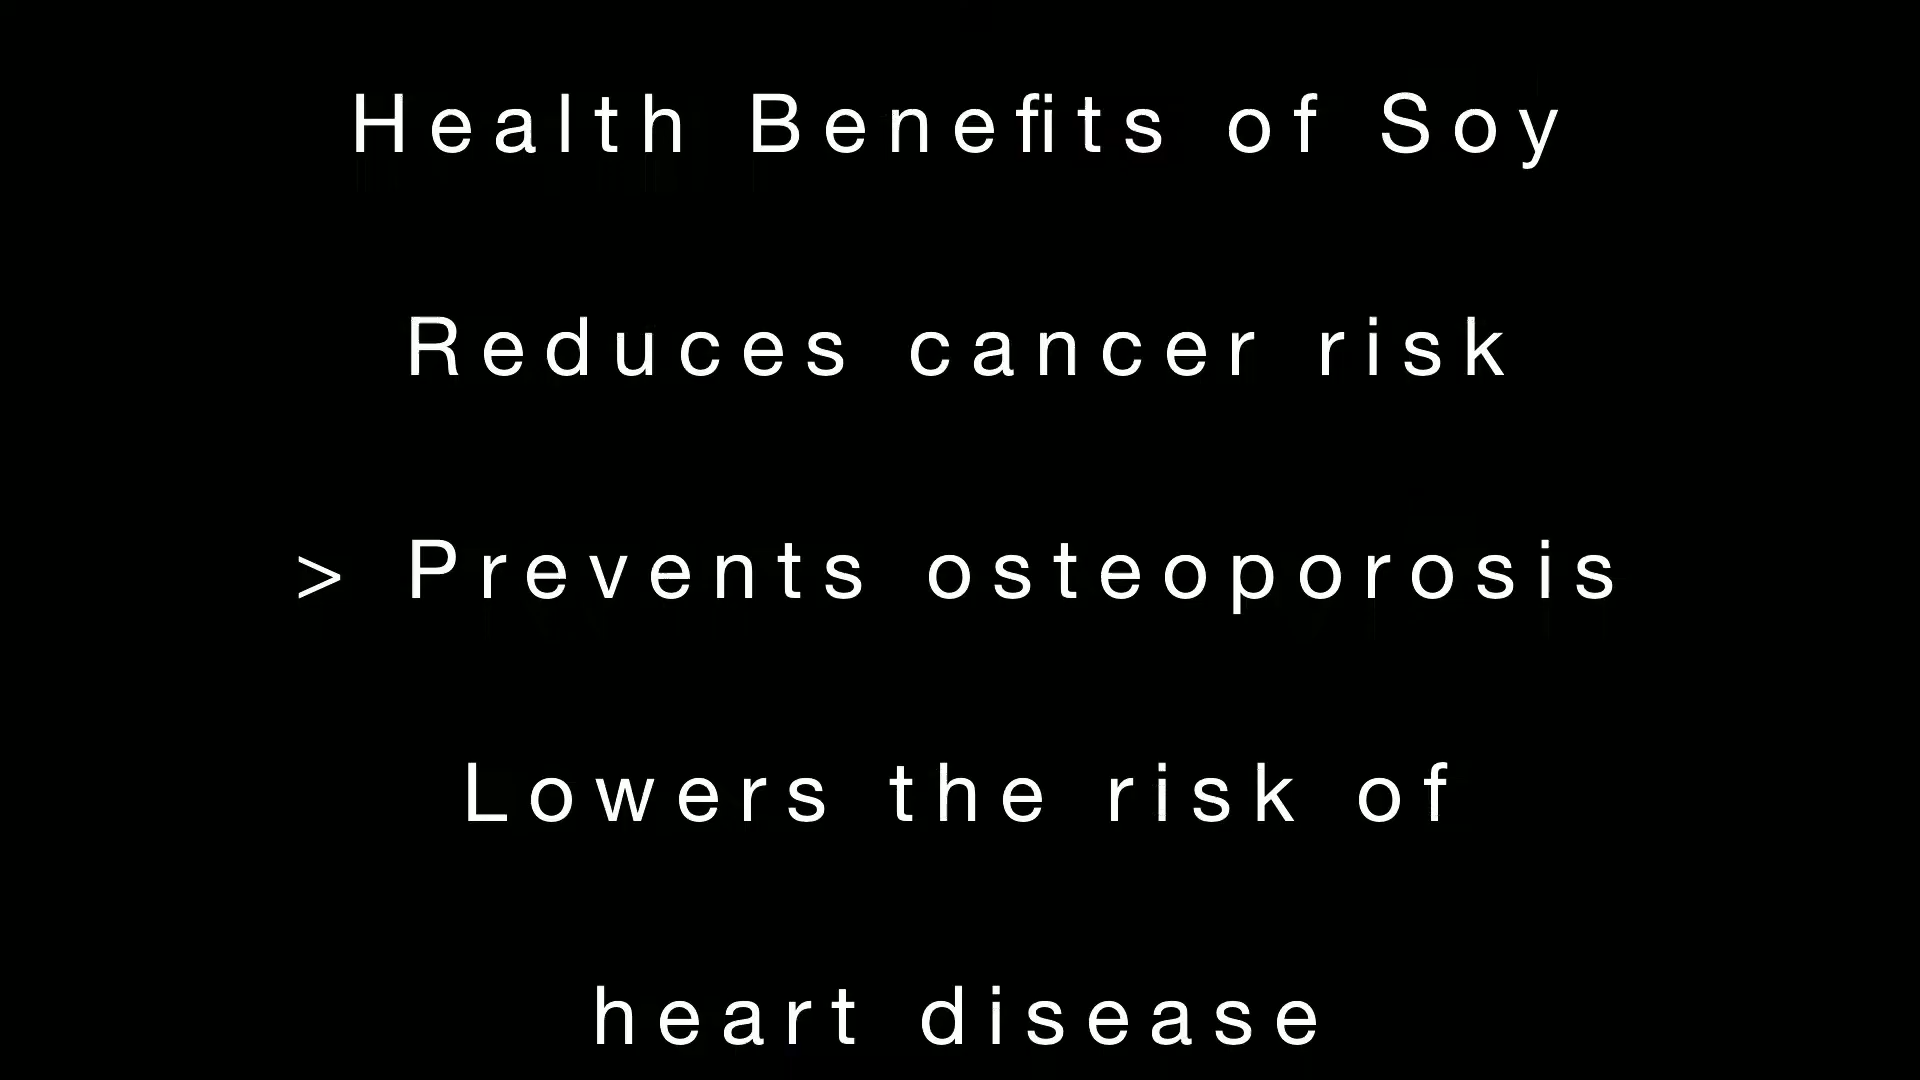 Health Benefits of Soy
Reduces cancer risk
> Prevents osteoporosis
Lowers the risk of
heart disease